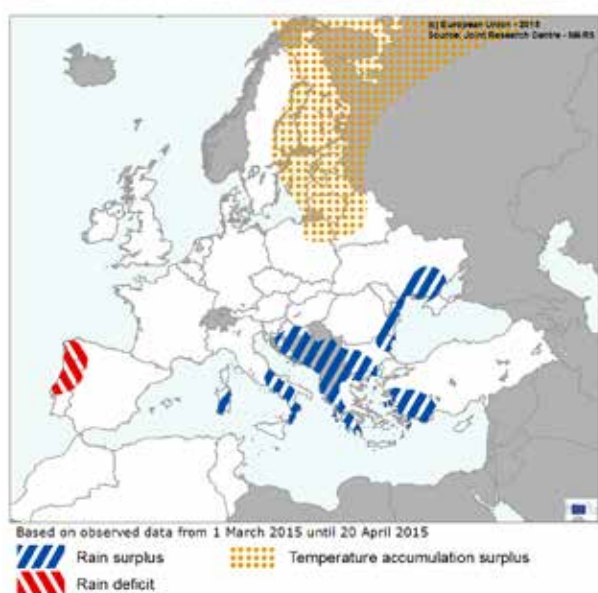 (c) European Union - 2015
Source: Joint Research Centre - MARS
Based on observed data from 1 March 2015 until 20 April 2015
Rain surplus
Temperature accumulation surplus
Rain deficit